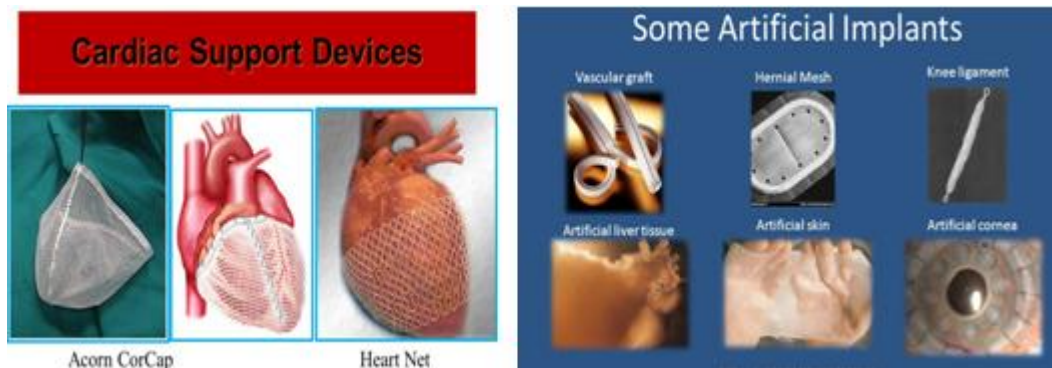 Cardiac Support Devices
Acorn CorCap
Heart Net
Some Artificial Implants
Vascular graft
Hernial Mesh
Knee ligament
Artificial liver tissue
Artificial skin
Artificial cornea